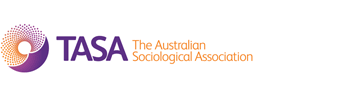 TASA
The Australian
Sociological Association